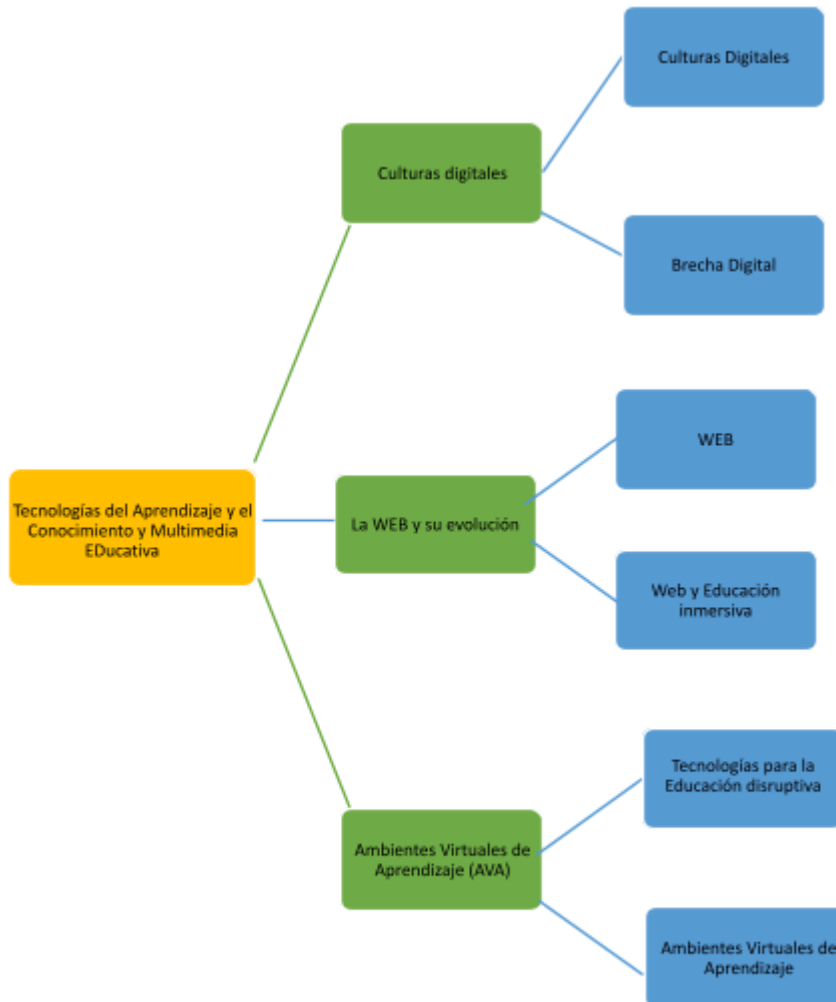 Culturas Digitales
Culturas digitales
Brecha Digital
WEB
Tecnologías del Aprendizaje y el
Conocimiento y Multimedia
EDucativa
La WEB y su evolución
Web y Educación
inmersiva
Tecnologías para la
Educación disruptiva
Ambientes Virtuales de
Aprendizaje (AVA)
Ambientes Virtuales de
Aprendizaje